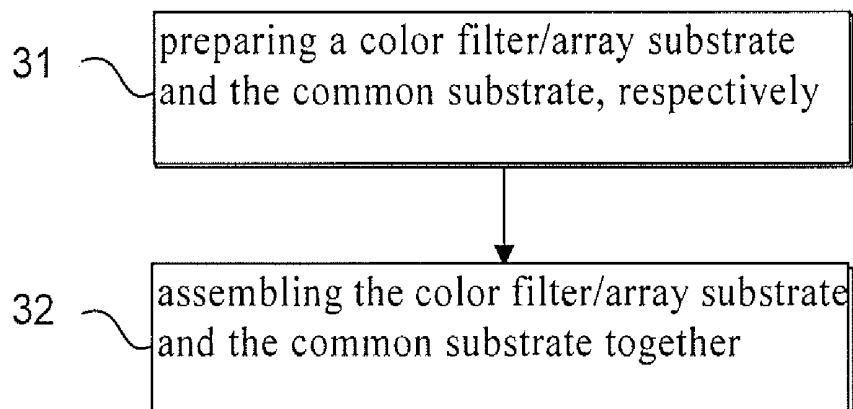 31
preparing a color filter/array substrate
and the common substrate, respectively
32
assembling the color filter/array substrate
and the common substrate together